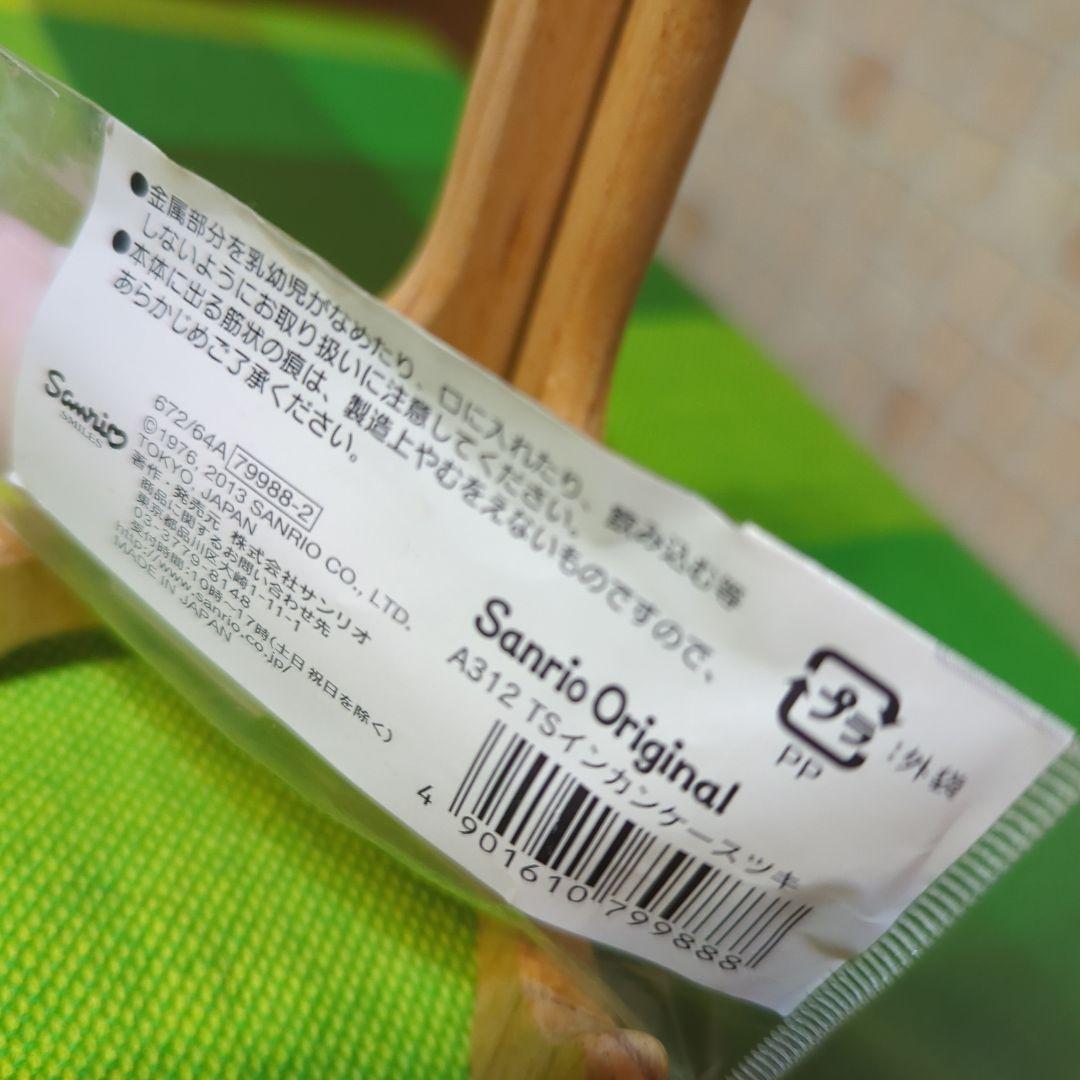 ●金属部分を乳幼児がなめたり、口に入れたり、飲み込む等
しないようにお取り扱いに注意してください。
●本体に出る筋状の痕は、製造上やむをえないものですので、
あらかじめご了承ください。
Sanrio
SMILES
672/64A 79988-2
©1976, 2013 SANRIO CO., LTD.
TOKYO, JAPAN
著作・発売元 株式会社サンリオ
商品に関するお問い合わせ先
東京都品川区大崎1-11-1
03-3779-8148
受付時間:10時~17時(土日祝日を除く)
http://www.sanrio.co.jp/
MADE IN JAPAN
Sanrio Original
A312 TSインカンケースツキ
4 901610 799888
プラ
PP
:外袋